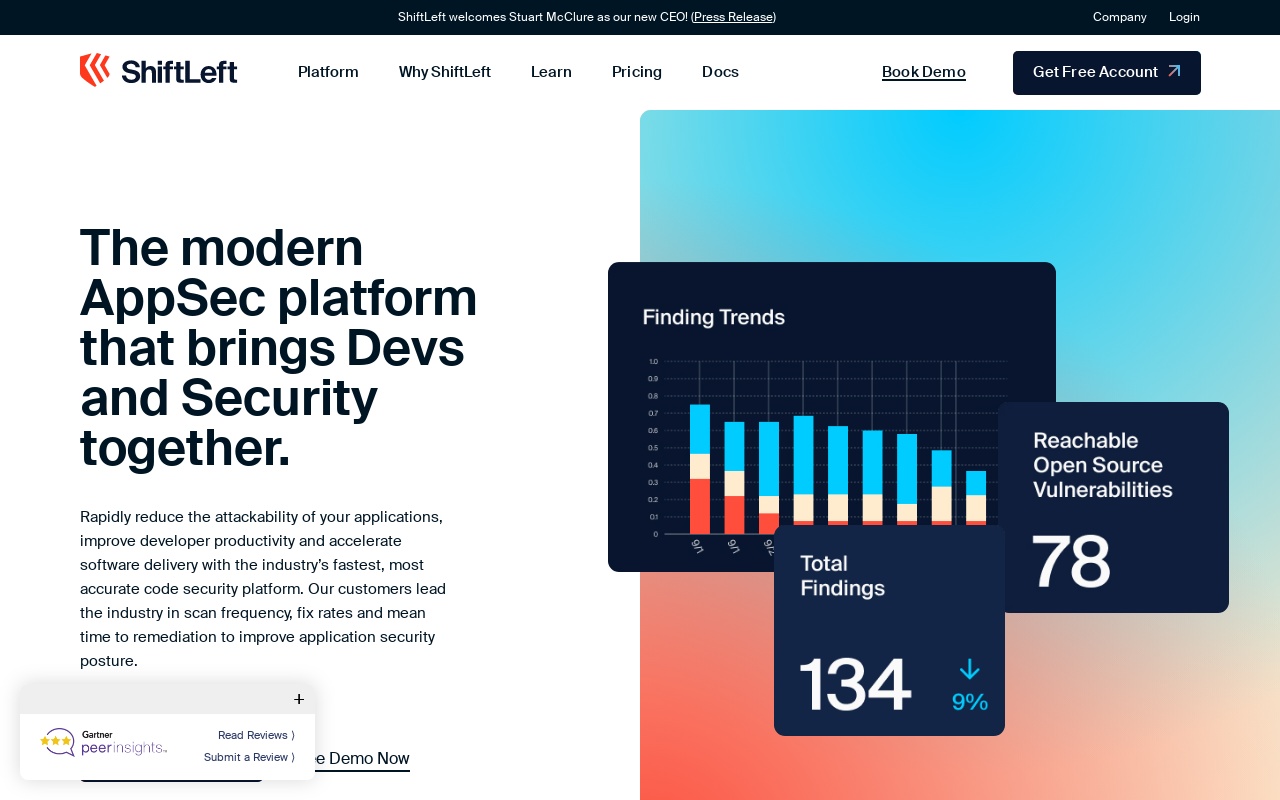 ShiftLeft welcomes Stuart McClure as our new CEO! (Press Release)
Company
Login
ShiftLeft
Platform
Why ShiftLeft
Learn
Pricing
Docs
Book Demo
Get Free Account
The modern
AppSec platform
that brings Devs
and Security
together.
Rapidly reduce the attackability of your applications,
improve developer productivity and accelerate
software delivery with the industry's fastest, most
accurate code security platform. Our customers lead
the industry in scan frequency, fix rates and mean
time to remediation to improve application security
posture.
Finding Trends
1.0
0.9
0.8
0.7
0.6
0.5
0.4
0.3
0.2
0.1
0
9/1
9/1
Reachable
Open Source
Vulnerabilities
78
Total
Findings
134
9%
+
Gartner
peerinsights
Read Reviews ⟩
Submit a Review ⟩
Demo Now